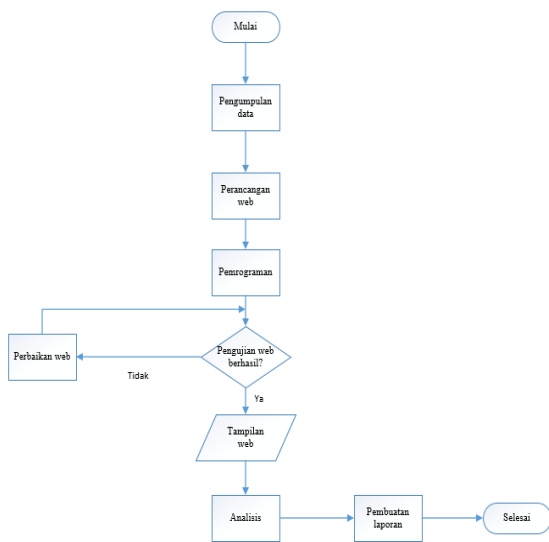 Mulai
Pengumpulan
data
Perancangan
web
Pemrograman
Perbaikan web
Pengujian web
berhasil?
Tidak
Ya
Tampilan
web
Analisis
Pembuatan
laporan
Selesai